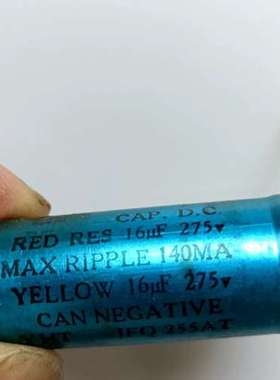 CAP. D.C.
RED RES 16µF 275v
MAX RIPPLE 140MA
YELLOW 16µF 275v
CAN NEGATIVE